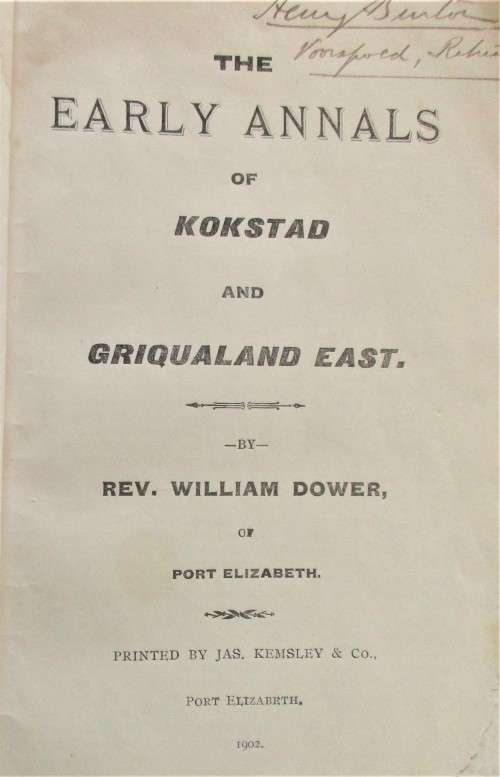 Henry Burton
Voorspoed,
THE
EARLY ANNALS
OF
KOKSTAD
AND
GRIQUALAND EAST.
—BY—
REV. WILLIAM DOWER,
OF
PORT ELIZABETH.
PRINTED BY JAS. KEMSLEY & CO.,
PORT ELIZABETH.
1902.